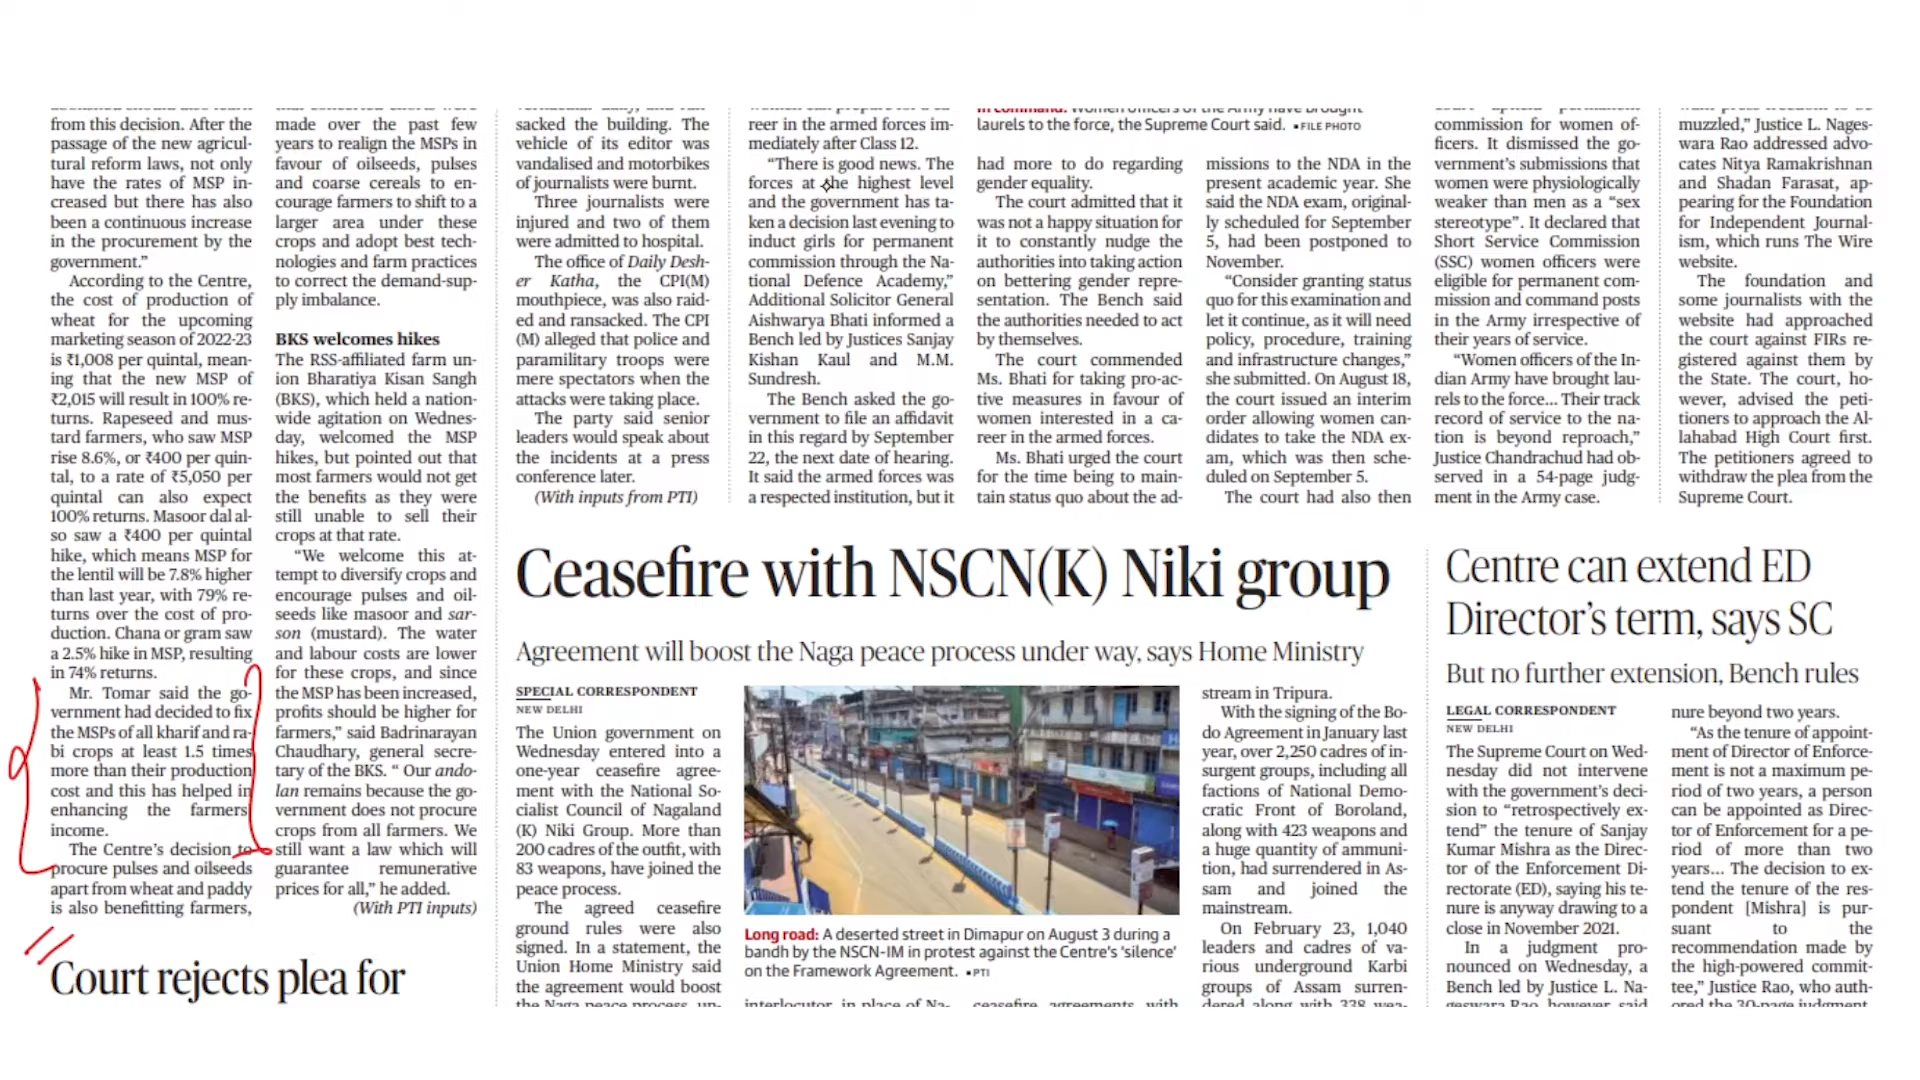 from this decision. After the
passage of the new agricul-
tural reform laws, not only
have the rates of MSP in-
creased but there has also
been a continuous increase
in the procurement by the
government.”
According to the Centre,
the cost of production of
wheat for the upcoming
marketing season of 2022-23
is ₹1,008 per quintal, mean-
ing that the new MSP of
₹2,015 will result in 100% re-
turns. Rapeseed and mus-
tard farmers, who saw MSP
rise 8.6%, or ₹400 per quin-
tal, to a rate of ₹5,050 per
quintal can also expect
100% returns. Masoor dal al-
so saw a ₹400 per quintal
hike, which means MSP for
the lentil will be 7.8% higher
than last year, with 79% re-
turns over the cost of pro-
duction. Chana or gram saw
a 2.5% hike in MSP, resulting
in 74% returns.
Mr. Tomar said the go-
vernment had decided to fix
the MSPs of all kharif and ra-
bi crops at least 1.5 times
more than their production
cost and this has helped in
enhancing the farmers
income.
The Centre’s decision to
procure pulses and oilseeds
apart from wheat and paddy
is also benefitting farmers,
made over the past few
years to realign the MSPs in
favour of oilseeds, pulses
and coarse cereals to en-
courage farmers to shift to a
larger area under these
crops and adopt best tech-
nologies and farm practices
to correct the demand-sup-
ply imbalance.
BKS welcomes hikes
The RSS-affiliated farm un-
ion Bharatiya Kisan Sangh
(BKS), which held a nation-
wide agitation on Wednes-
day, welcomed the MSP
hikes, but pointed out that
most farmers would not get
the benefits as they were
still unable to sell their
crops at that rate.
“We welcome this at-
tempt to diversify crops and
encourage pulses and oil-
seeds like masoor and sar-
son (mustard). The water
and labour costs are lower
for these crops, and since
the MSP has been increased,
profits should be higher for
farmers,” said Badrinarayan
Chaudhary, general secre-
tary of the BKS. “ Our ando-
lan remains because the go-
vernment does not procure
crops from all farmers. We
still want a law which will
guarantee remunerative
prices for all,” he added.
(With PTI inputs)
Court rejects plea for
sacked the building. The
vehicle of its editor was
vandalised and motorbikes
of journalists were burnt.
Three journalists were
injured and two of them
were admitted to hospital.
The office of Daily Desh-
er Katha, the CPI(M)
mouthpiece, was also raid-
ed and ransacked. The CPI
(M) alleged that police and
paramilitary troops were
mere spectators when the
attacks were taking place.
The party said senior
leaders would speak about
the incidents at a press
conference later.
(With inputs from PTI)
reer in the armed forces im-
mediately after Class 12.
“There is good news. The
forces at the highest level
and the government has ta-
ken a decision last evening to
induct girls for permanent
commission through the Na-
tional Defence Academy,”
Additional Solicitor General
Aishwarya Bhati informed a
Bench led by Justices Sanjay
Kishan Kaul and M.M.
Sundresh.
The Bench asked the go-
vernment to file an affidavit
in this regard by September
22, the next date of hearing.
It said the armed forces was
a respected institution, but it
In command: Women officers of the Army have brought
laurels to the force, the Supreme Court said. ▪FILE PHOTO
had more to do regarding
gender equality.
The court admitted that it
was not a happy situation for
it to constantly nudge the
authorities into taking action
on bettering gender repre-
sentation. The Bench said
the authorities needed to act
by themselves.
The court commended
Ms. Bhati for taking pro-ac-
tive measures in favour of
women interested in a ca-
reer in the armed forces.
Ms. Bhati urged the court
for the time being to main-
tain status quo about the ad-
missions to the NDA in the
present academic year. She
said the NDA exam, original-
ly scheduled for September
5, had been postponed to
November.
“Consider granting status
quo for this examination and
let it continue, as it will need
policy, procedure, training
and infrastructure changes,”
she submitted. On August 18,
the court issued an interim
order allowing women can-
didates to take the NDA ex-
am, which was then sche-
duled on September 5.
The court had also then
commission for women of-
ficers. It dismissed the go-
vernment’s submissions that
women were physiologically
weaker than men as a “sex
stereotype”. It declared that
Short Service Commission
(SSC) women officers were
eligible for permanent com-
mission and command posts
in the Army irrespective of
their years of service.
“Women officers of the In-
dian Army have brought lau-
rels to the force... Their track
record of service to the na-
tion is beyond reproach,”
Justice Chandrachud had ob-
served in a 54-page judg-
ment in the Army case.
muzzled,” Justice L. Nages-
wara Rao addressed advo-
cates Nitya Ramakrishnan
and Shadan Farasat, ap-
pearing for the Foundation
for Independent Journal-
ism, which runs The Wire
website.
The foundation and
some journalists with the
website had approached
the court against FIRs re-
gistered against them by
the State. The court, ho-
wever, advised the peti-
tioners to approach the Al-
lahabad High Court first.
The petitioners agreed to
withdraw the plea from the
Supreme Court.
Ceasefire with NSCN(K) Niki group
Agreement will boost the Naga peace process under way, says Home Ministry
SPECIAL CORRESPONDENT
NEW DELHI
The Union government on
Wednesday entered into a
one-year ceasefire agree-
ment with the National So-
cialist Council of Nagaland
(K) Niki Group. More than
200 cadres of the outfit, with
83 weapons, have joined the
peace process.
The agreed ceasefire
ground rules were also
signed. In a statement, the
Union Home Ministry said
the agreement would boost
the Naga peace process un-
Long road: A deserted street in Dimapur on August 3 during a
bandh by the NSCN-IM in protest against the Centre’s ‘silence’
on the Framework Agreement. ▪PTI
interlocutor in place of Na-
ceasefire agreements with
stream in Tripura.
With the signing of the Bo-
do Agreement in January last
year, over 2,250 cadres of in-
surgent groups, including all
factions of National Demo-
cratic Front of Boroland,
along with 423 weapons and
a huge quantity of ammuni-
tion, had surrendered in As-
sam and joined the
mainstream.
On February 23, 1,040
leaders and cadres of va-
rious underground Karbi
groups of Assam surren-
dered along with 338 wea-
Centre can extend ED
Director’s term, says SC
But no further extension, Bench rules
LEGAL CORRESPONDENT
NEW DELHI
The Supreme Court on Wed-
nesday did not intervene
with the government’s deci-
sion to “retrospectively ex-
tend” the tenure of Sanjay
Kumar Mishra as the Direc-
tor of the Enforcement Di-
rectorate (ED), saying his te-
nure is anyway drawing to a
close in November 2021.
In a judgment pro-
nounced on Wednesday, a
Bench led by Justice L. Na-
geswara Rao, however, said
nure beyond two years.
“As the tenure of appoint-
ment of Director of Enforce-
ment is not a maximum pe-
riod of two years, a person
can be appointed as Direc-
tor of Enforcement for a pe-
riod of more than two
years... The decision to ex-
tend the tenure of the res-
pondent [Mishra] is pur-
suant to the
recommendation made by
the high-powered commit-
tee,” Justice Rao, who auth-
ored the 30-page judgment,